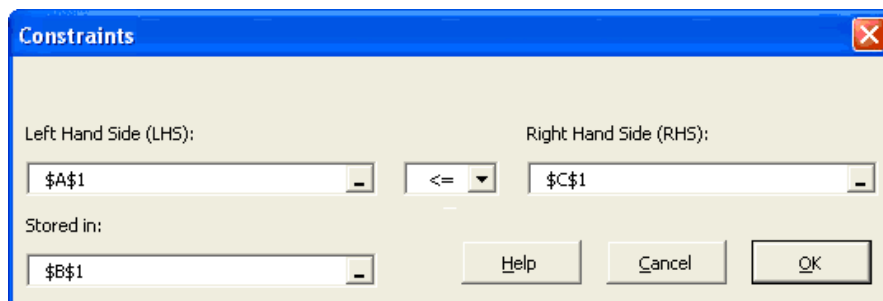 Constraints
Left Hand Side (LHS): Right Hand Side (RHS):
$A$1 <= $C$1
Stored in:
$B$1 Help Cancel OK